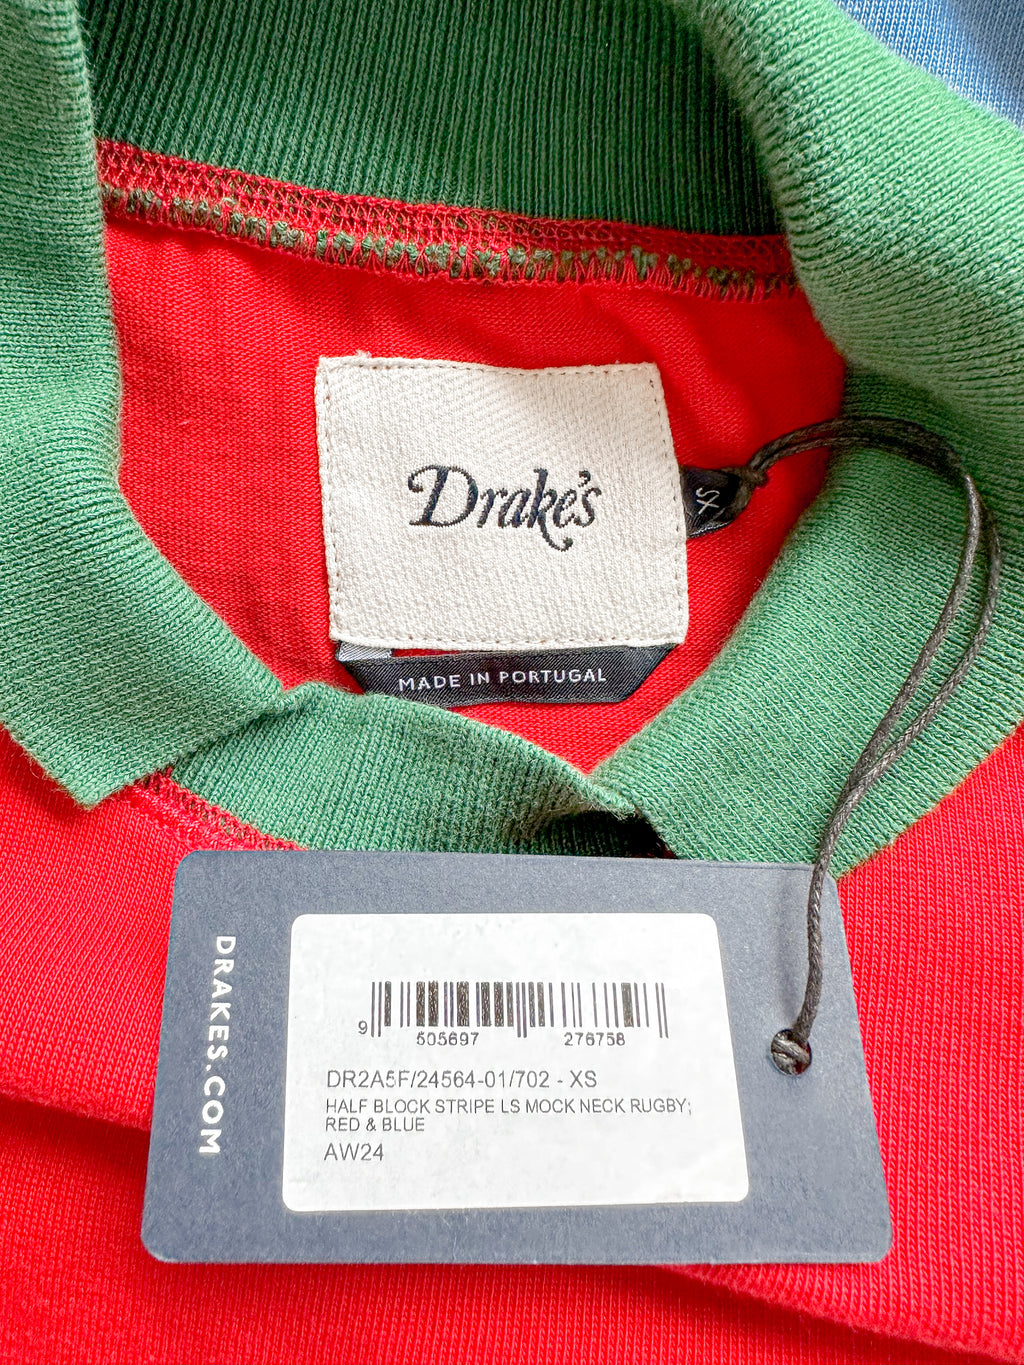 Drake's
XS
MADE IN PORTUGAL
DRAKES.COM
9 505697 276758
DR2A5F/24564-01/702 - XS
HALF BLOCK STRIPE LS MOCK NECK RUGBY;
RED & BLUE
AW24